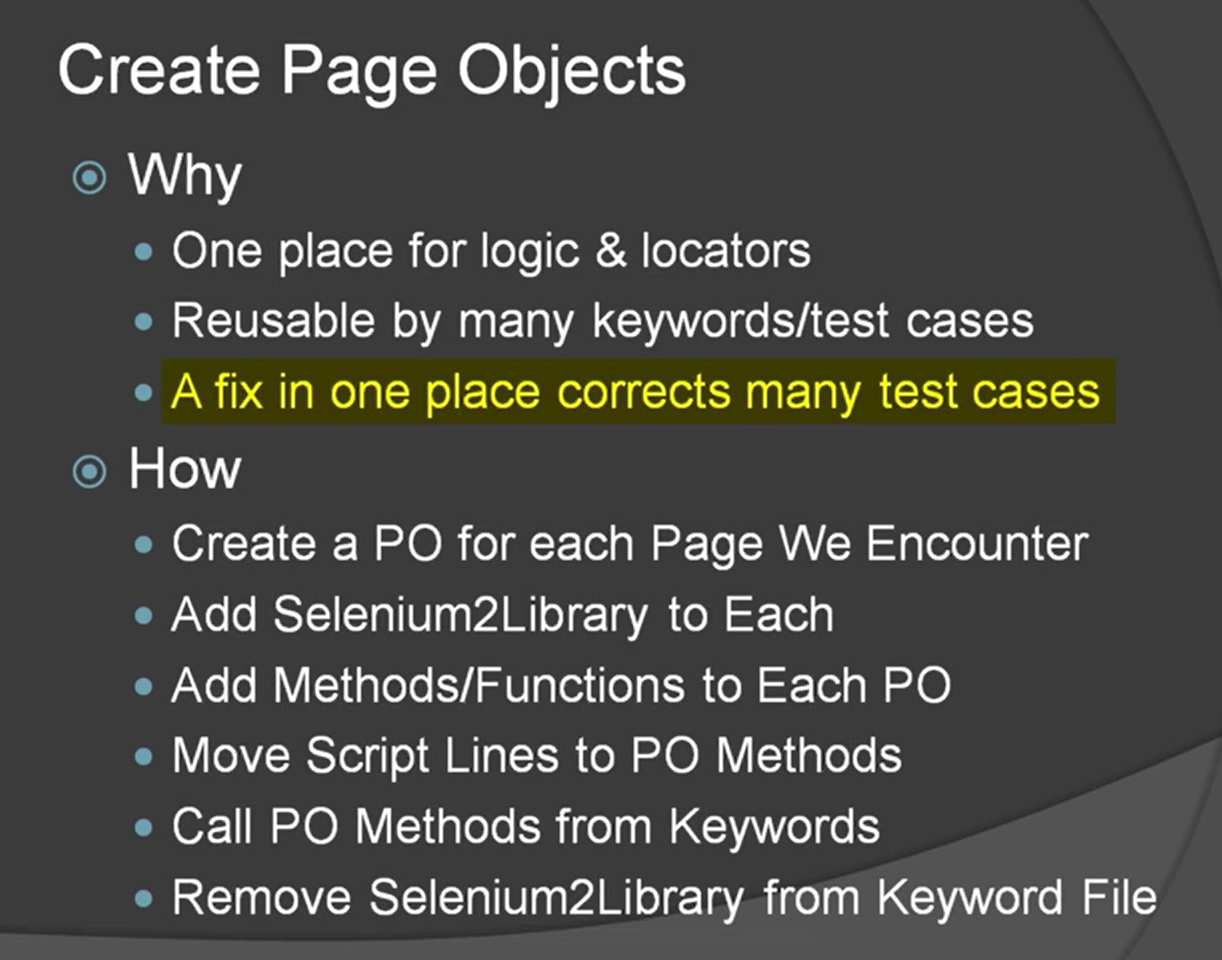 Create Page Objects
Why
One place for logic & locators
Reusable by many keywords/test cases
A fix in one place corrects many test cases
How
Create a PO for each Page We Encounter
Add Selenium2Library to Each
Add Methods/Functions to Each PO
Move Script Lines to PO Methods
Call PO Methods from Keywords
Remove Selenium2Library from Keyword File